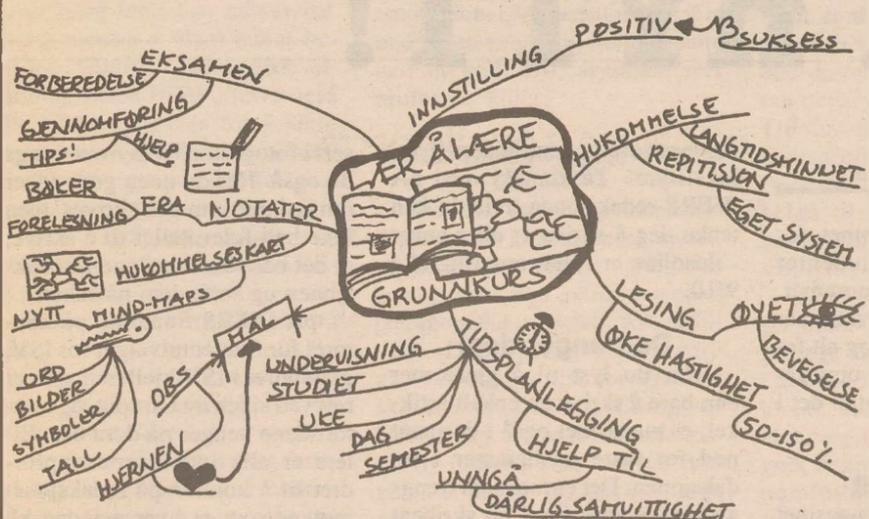 LÆR Å LÆRE
GRUNNKURS
INNSTILLING
POSITIV
SUKSESS
HUKOMMELSE
LANGTIDSMINNET
REPITISJON
EGET SYSTEM
LESING
ØYET
BEVEGELSE
ØKE HASTIGHET
50-150%
TIDSPLANLEGGING
HJELP TIL
UNNGÅ
DÅRLIG SAMVITTIGHET
UNDERVISNING
STUDIET
UKE
DAG
SEMESTER
MÅL
OBS
HJERNEN
NOTATER
FRA
BØKER
FORELESNING
HUKOMMELSESKART
MIND-MAPS
NYTT
ORD
BILDER
SYMBOLER
TALL
EKSAMEN
FORBEREDELSE
GJENNOMFØRING
TIPS!
HJELP